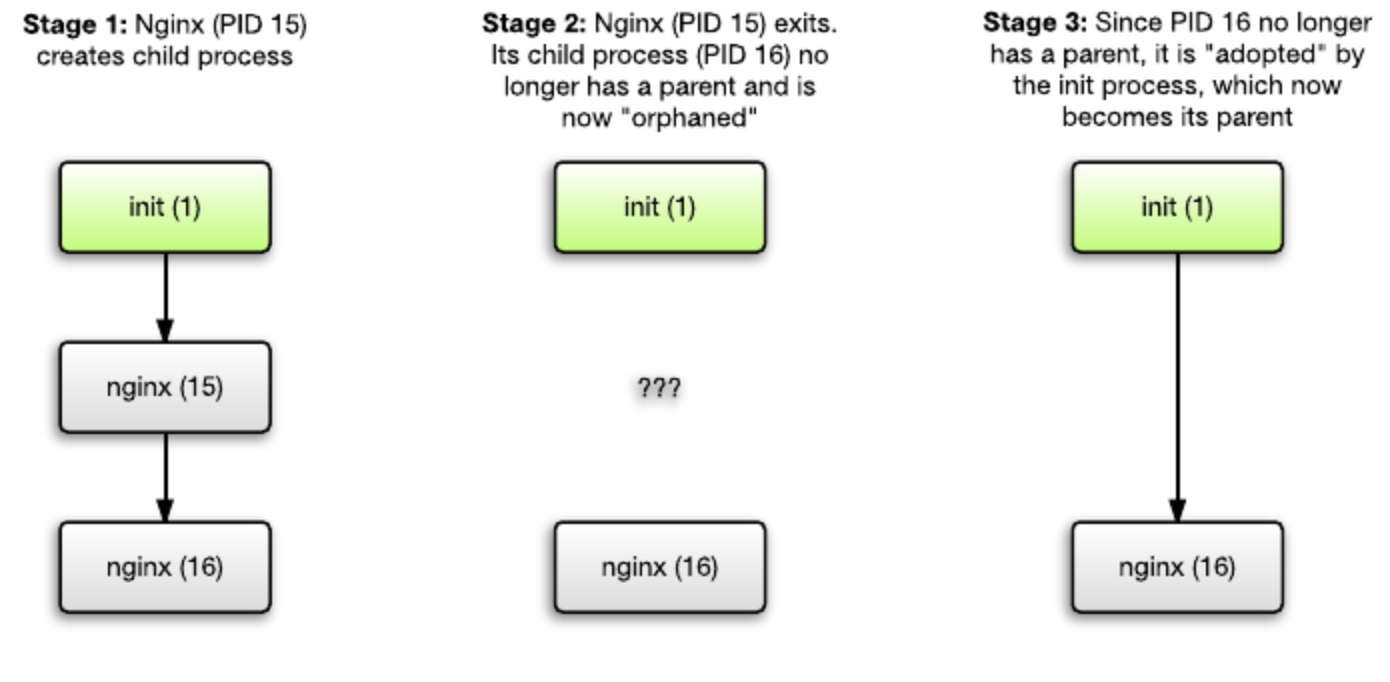 Stage 1: Nginx (PID 15)
creates child process
init (1)
nginx (15)
nginx (16)
Stage 2: Nginx (PID 15) exits.
Its child process (PID 16) no
longer has a parent and is
now "orphaned"
init (1)
???
nginx (16)
Stage 3: Since PID 16 no longer
has a parent, it is "adopted" by
the init process, which now
becomes its parent
init (1)
nginx (16)